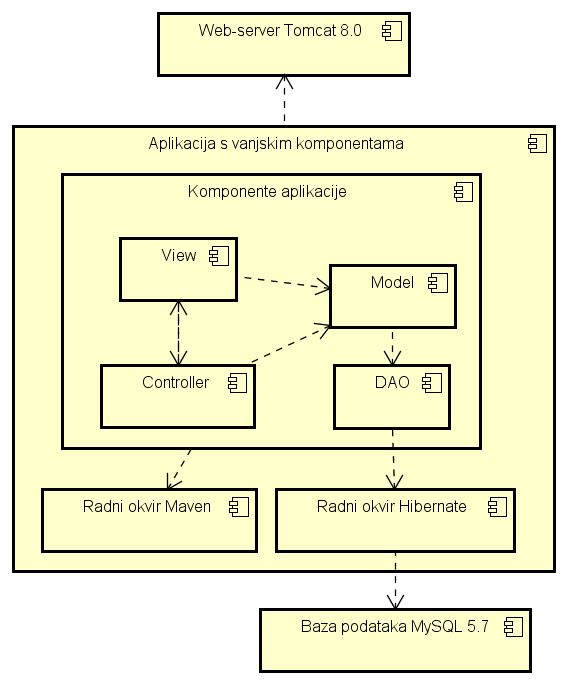 Web-server Tomcat 8.0
Aplikacija s vanjskim komponentama
Komponente aplikacije
View
Model
Controller
DAO
Radni okvir Maven
Radni okvir Hibernate
Baza podataka MySQL 5.7